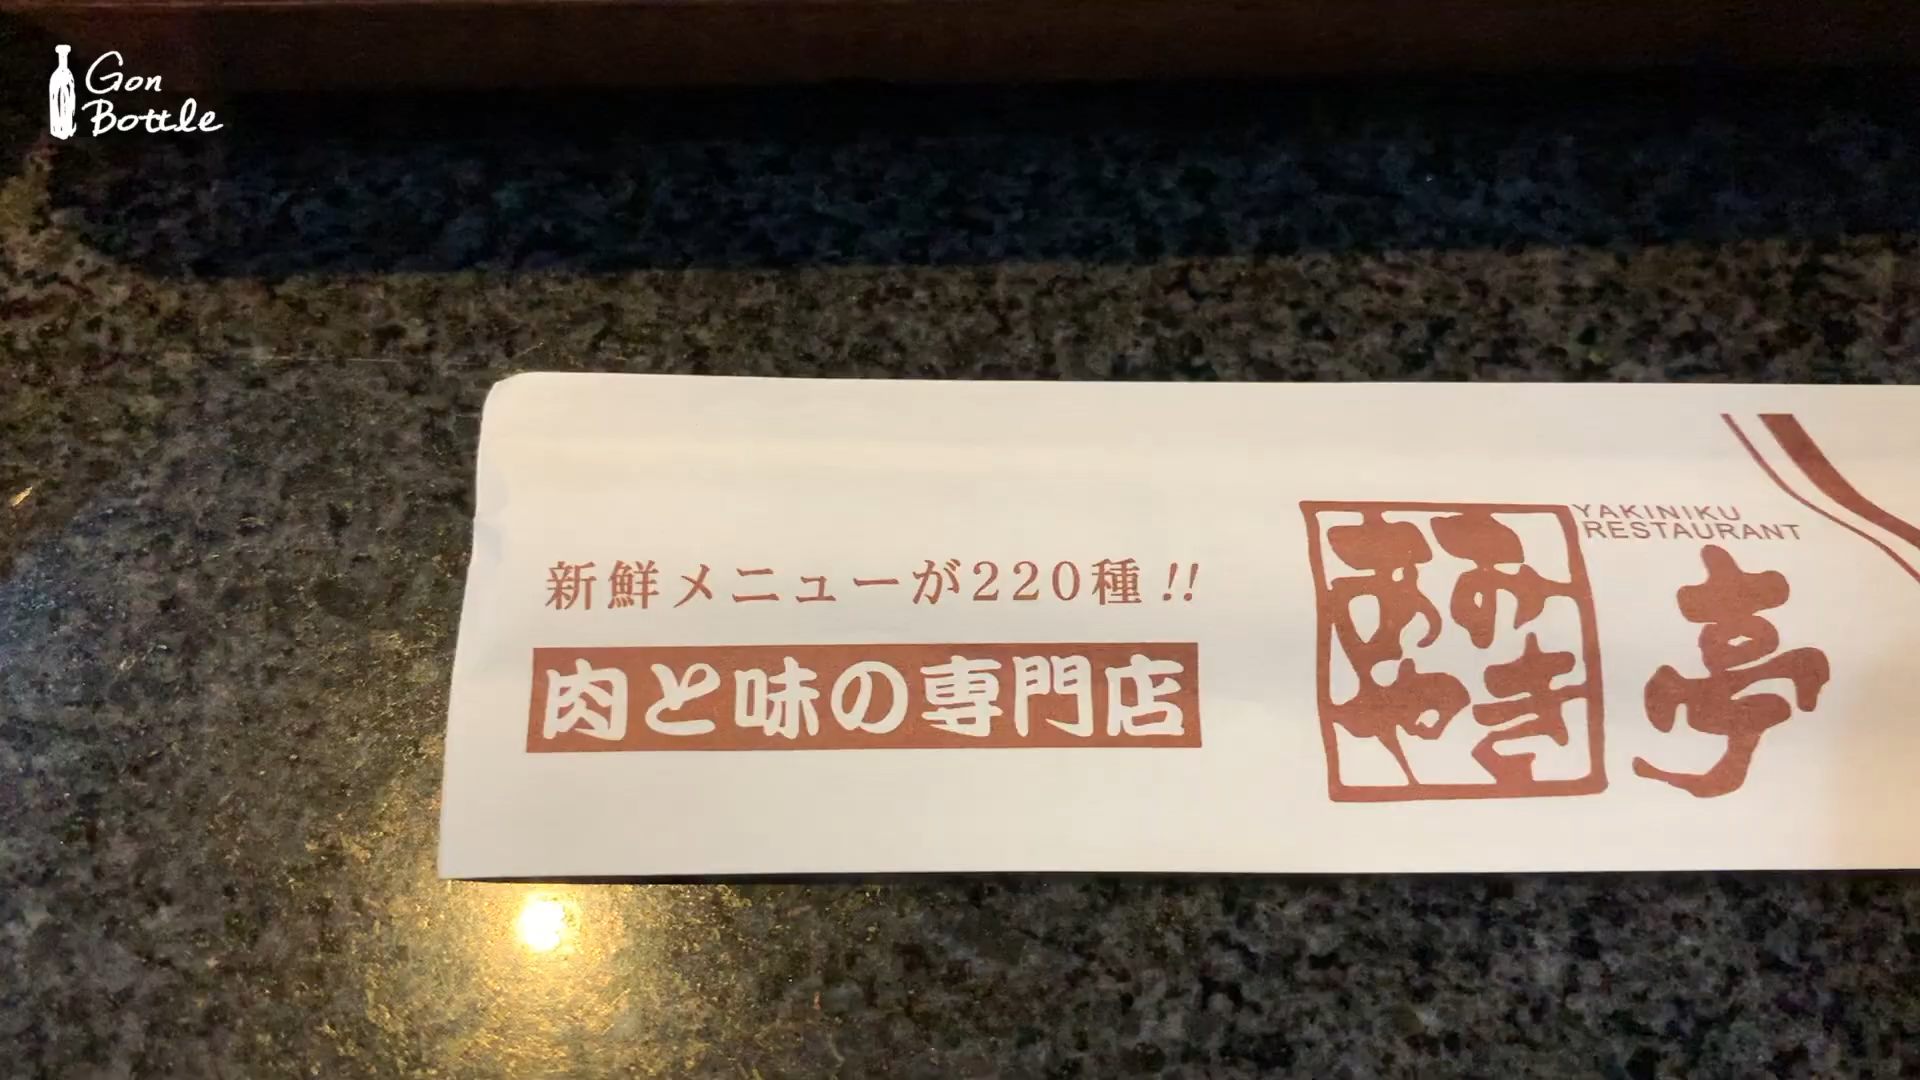 Gon
Bottle
新鮮メニューが220種!!
肉と味の専門店
YAKINIKU
RESTAURANT
あみ
やき
亭